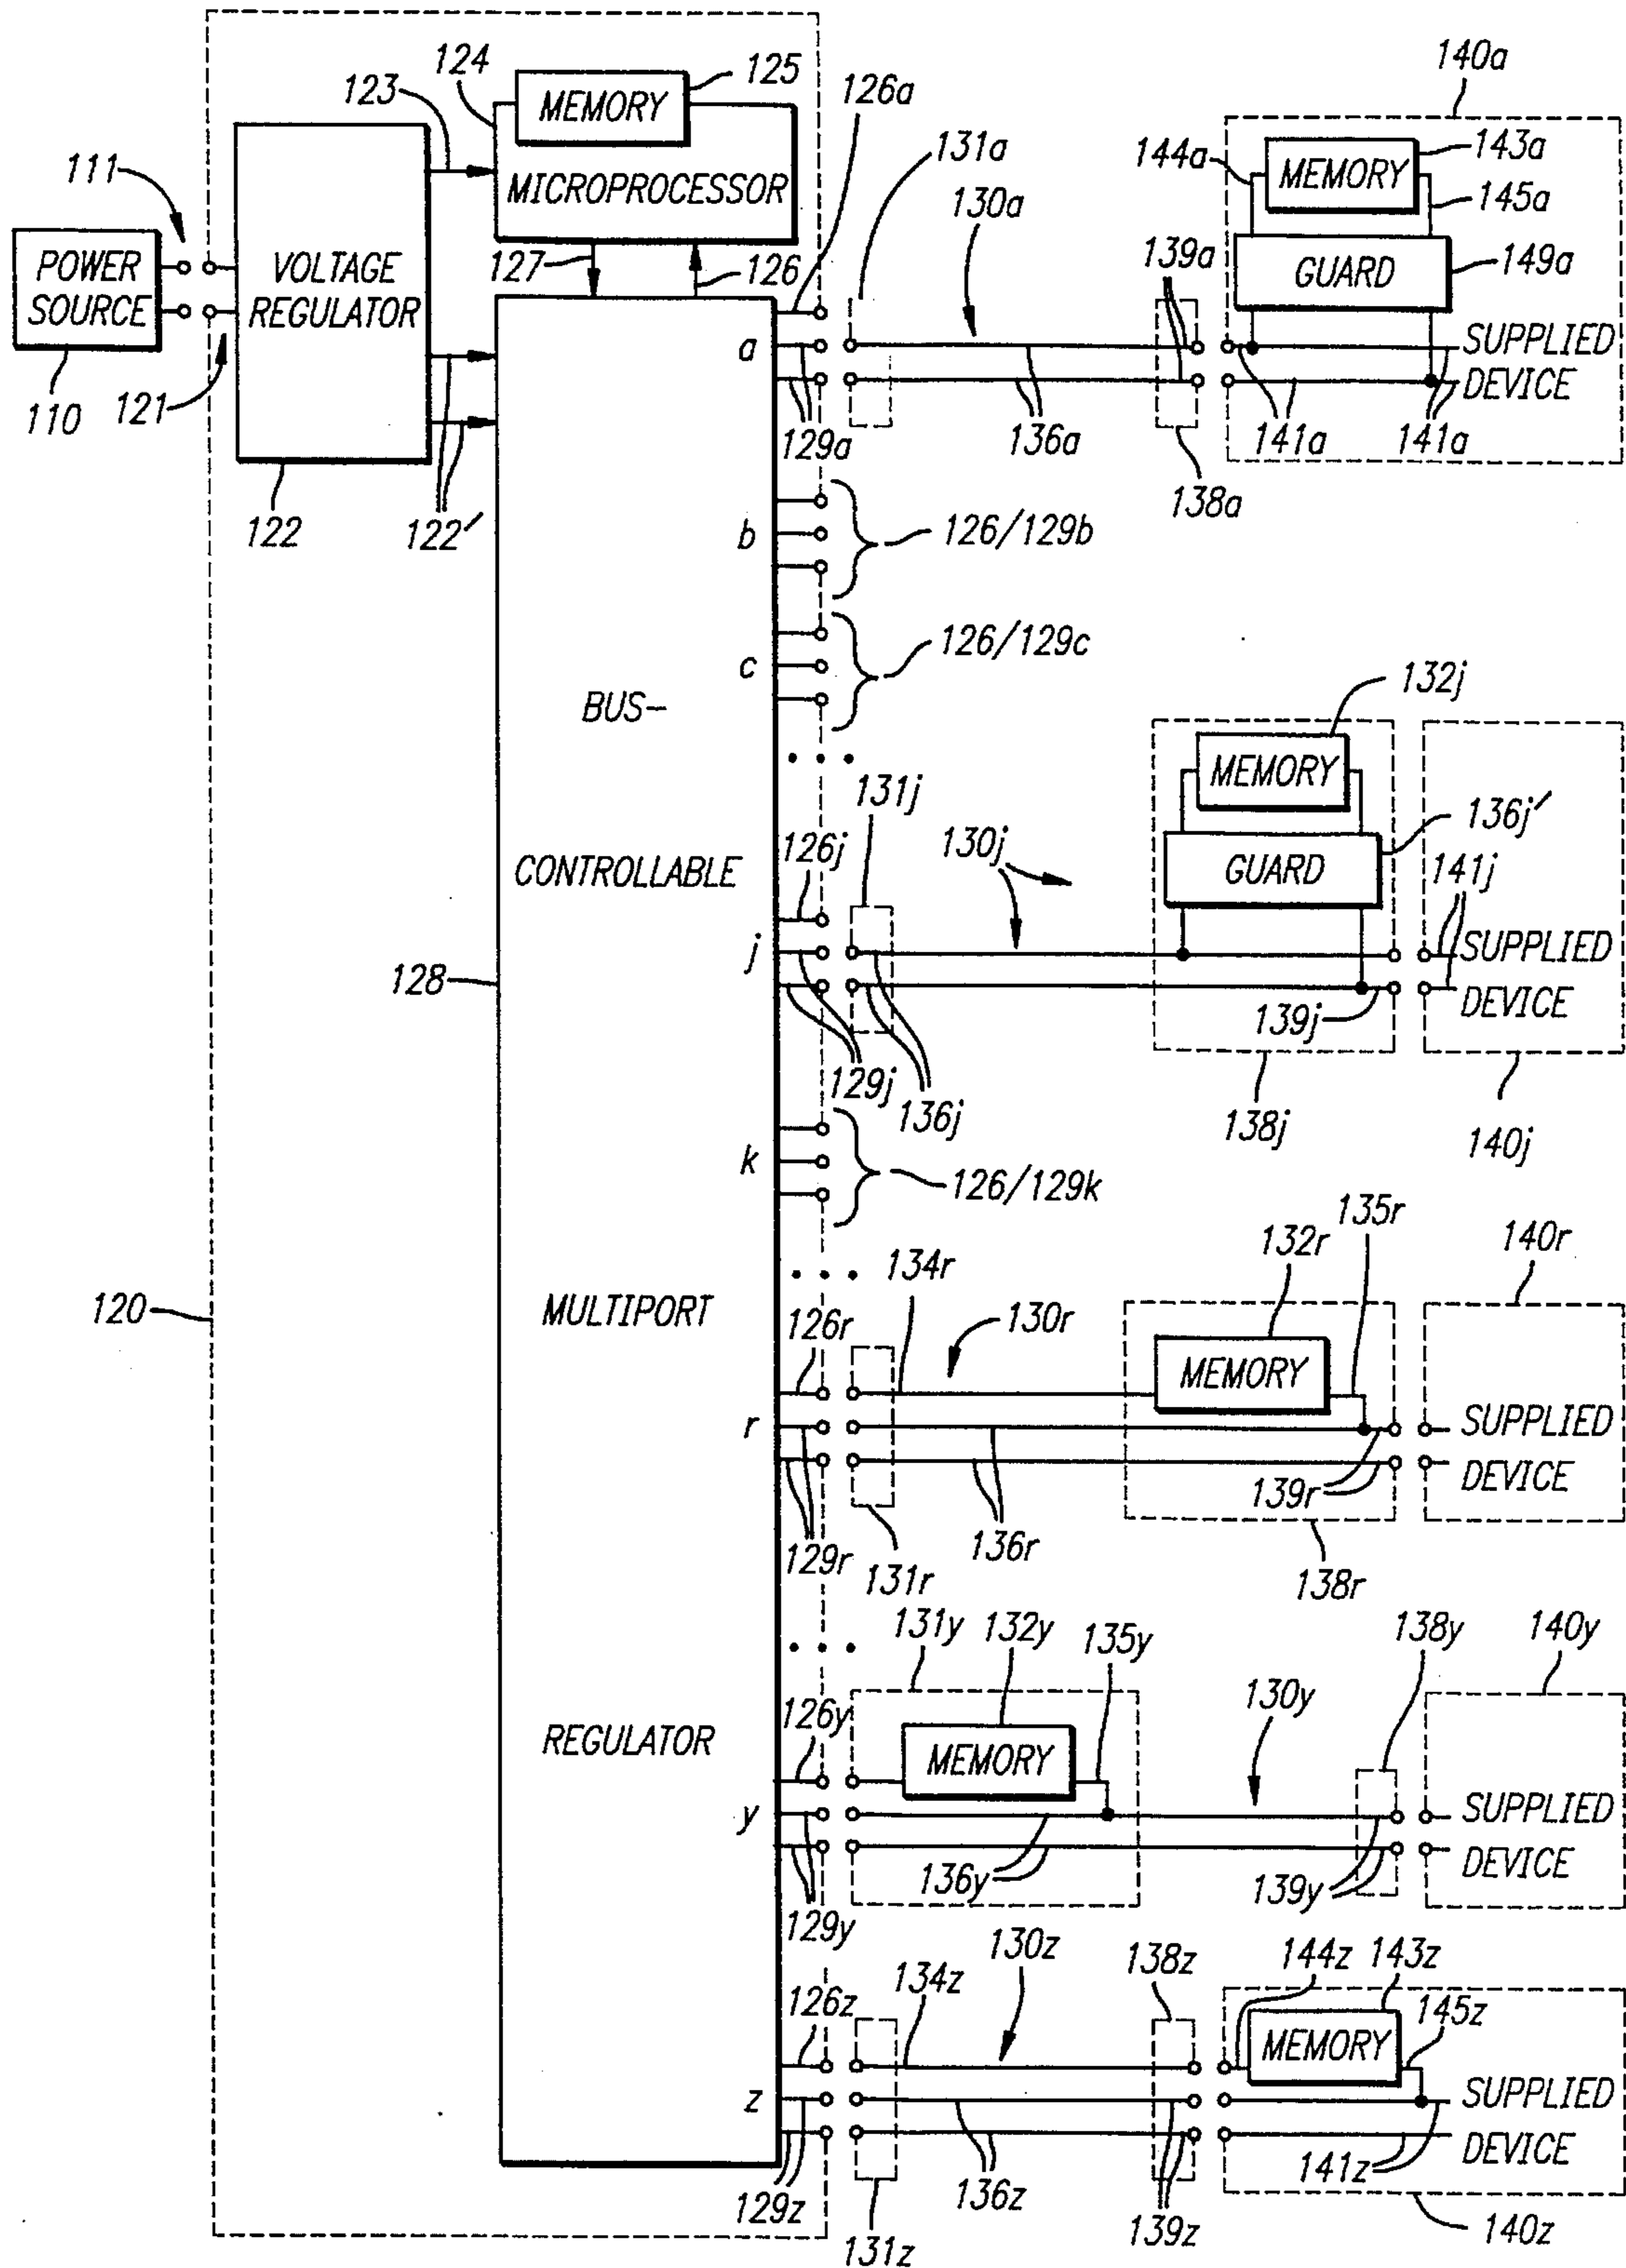 124
125
123
MEMORY
126a
140a
111
131a
144a
143a
MEMORY
MICROPROCESSOR
130a
145a
POWER
SOURCE
VOLTAGE
REGULATOR
127
126
139a
GUARD
149a
a
SUPPLIED
DEVICE
110
121
129a
136a
141a
141a
122
122′
138a
b
126/129b
c
126/129c
132j
BUS-
MEMORY
131j
136j′
126j
130j
CONTROLLABLE
GUARD
141j
j
SUPPLIED
128
DEVICE
139j
129j
136j
138j
140j
k
126/129k
135r
134r
132r
140r
120
MULTIPORT
126r
130r
MEMORY
r
SUPPLIED
DEVICE
139r
129r
136r
131r
138r
131y
132y
135y
138y
140y
126y
130y
REGULATOR
MEMORY
y
SUPPLIED
136y
139y
DEVICE
129y
130z
138z
144z
143z
126z
134z
145z
MEMORY
z
SUPPLIED
DEVICE
129z
136z
139z
141z
131z
140z